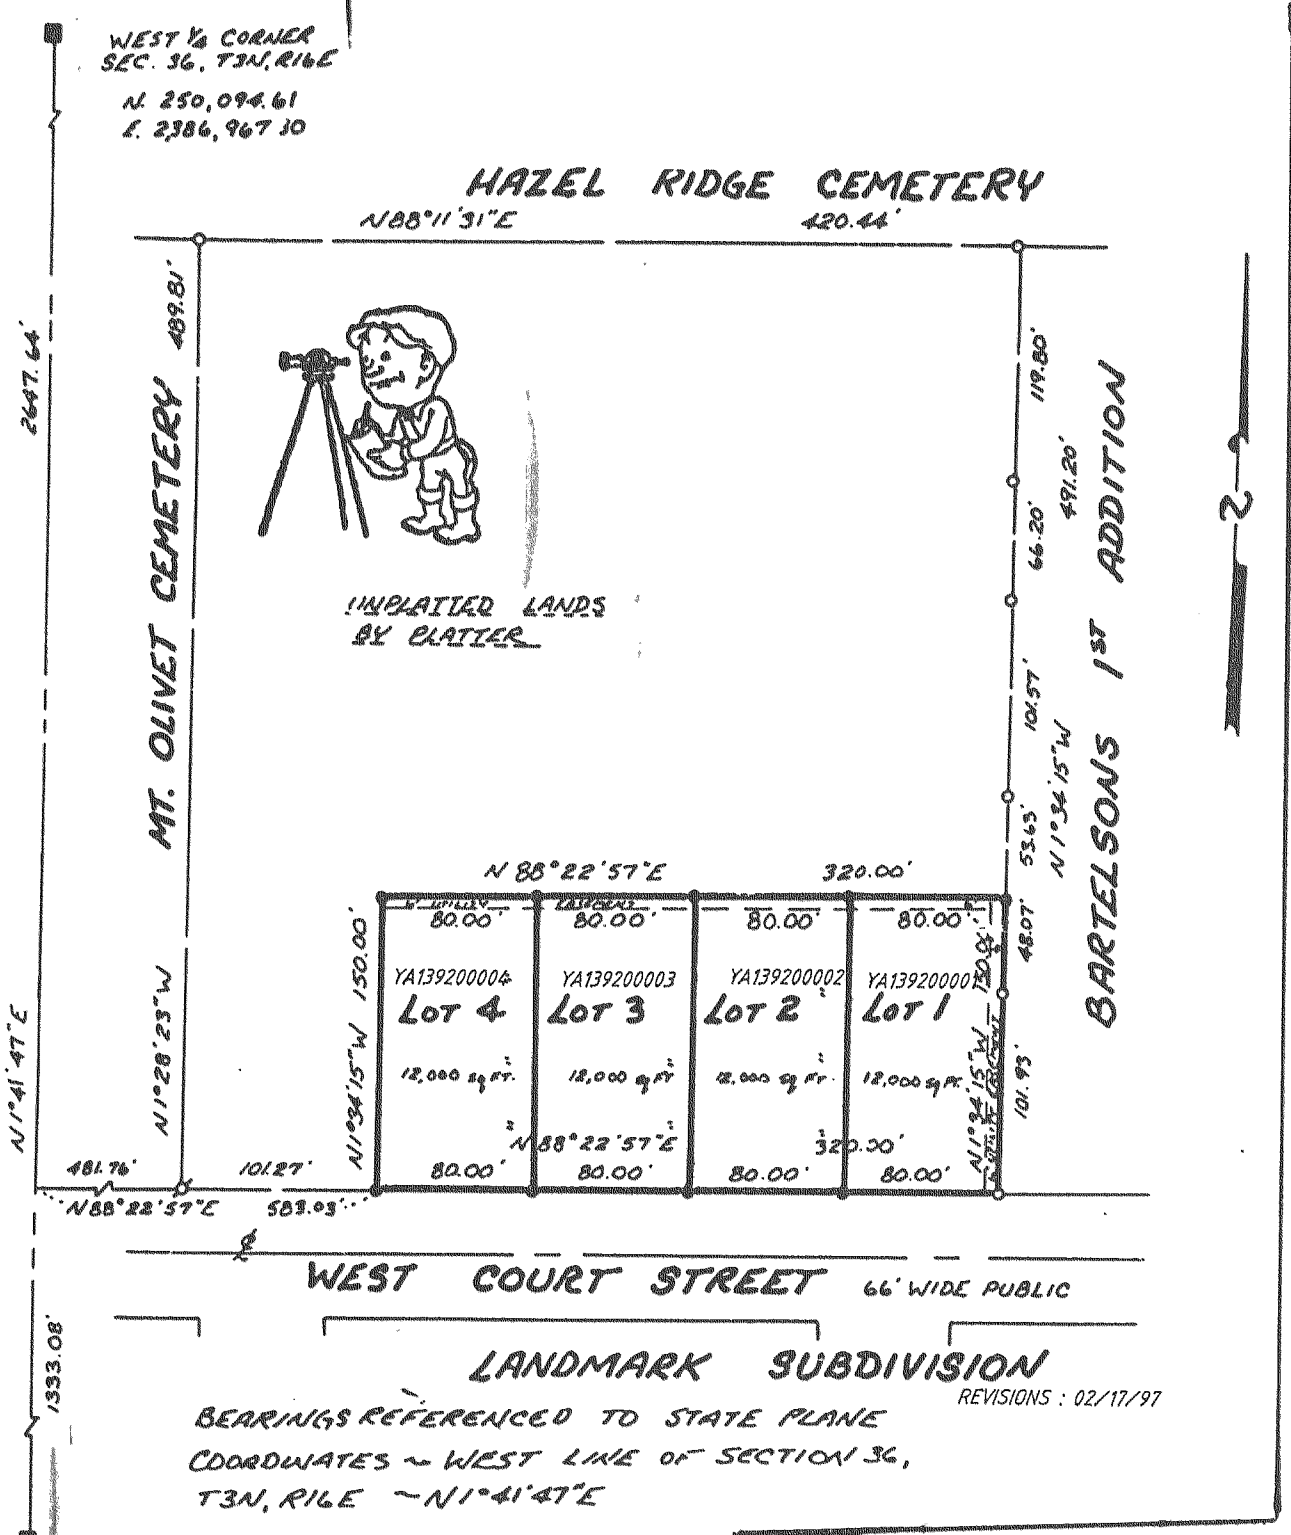 WEST ¼ CORNER
SEC. 36, T3N, R16E
N. 250,094.61
E. 2,386,967.30
HAZEL RIDGE CEMETERY
N88°11'31"E 420.44'
2647.64'
MT. OLIVET CEMETERY 489.81'
N1°28'23"W
N1°41'47"E
UNPLATTED LANDS
BY PLATTER
119.80'
66.20'
491.20'
101.57'
N1°34'15"W
53.63'
48.07'
101.93'
BARTELSONS 1ST ADDITION
N 88°22'57"E 320.00'
6' UTILITY EASEMENT 6'
80.00' 80.00' 80.00' 80.00'
N1°34'15"W 150.00'
YA139200004 YA139200003 YA139200002 YA139200001
LOT 4 LOT 3 LOT 2 LOT 1
12,000 sq FT. 12,000 sq FT 12,000 sq FT. 12,000 sq FT.
N1°34'15"W 150.00'
UTILITY EASEMENT
N88°22'57"E 320.00'
80.00' 80.00' 80.00' 80.00'
481.76' 101.27'
N88°22'57"E 583.03'
WEST COURT STREET 66' WIDE PUBLIC
1333.08'
LANDMARK SUBDIVISION
REVISIONS : 02/17/97
BEARINGS REFERENCED TO STATE PLANE
COORDINATES ~ WEST LINE OF SECTION 36,
T3N, R16E ~N1°41'47"E